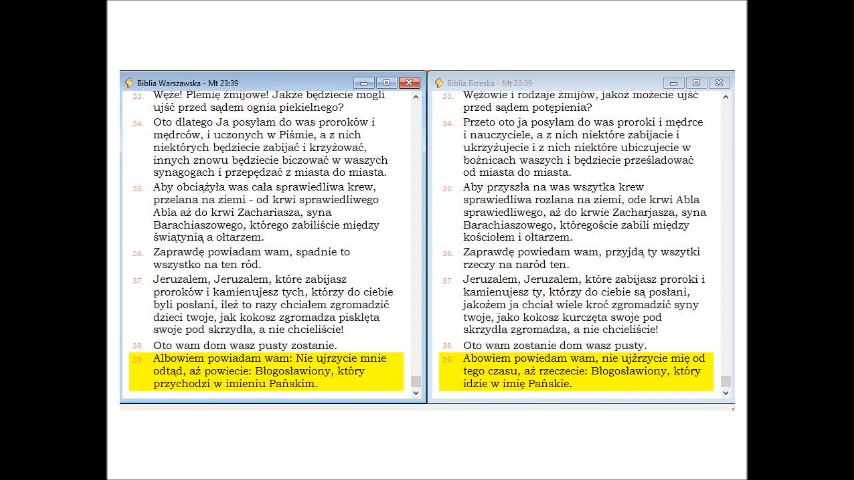 Biblia Warszawska - Mt 23:39
33. Węże! Plemię żmijowe! Jakże będziecie mogli
ujść przed sądem ognia piekielnego?
34. Oto dlatego Ja posyłam do was proroków i
mędrców, i uczonych w Piśmie, a z nich
niektórych będziecie zabijać i krzyżować,
innych znowu będziecie biczować w waszych
synagogach i przepędzać z miasta do miasta.
35. Aby obciążyła was cała sprawiedliwa krew,
przelana na ziemi - od krwi sprawiedliwego
Abla aż do krwi Zachariasza, syna
Barachiaszowego, którego zabiliście między
świątynią a ołtarzem.
36. Zaprawdę powiadam wam, spadnie to
wszystko na ten ród.
37. Jeruzalem, Jeruzalem, które zabijasz
proroków i kamienujesz tych, którzy do ciebie
byli posłani, ileż to razy chciałem zgromadzić
dzieci twoje, jak kokosz zgromadza pisklęta
swoje pod skrzydła, a nie chcieliście!
38. Oto wam dom wasz pusty zostanie.
39. Albowiem powiadam wam: Nie ujrzycie mnie
odtąd, aż powiecie: Błogosławiony, który
przychodzi w imieniu Pańskim.
Biblia Brzeska - Mt 23:39
33. Wężowie i rodzaje żmijów, jakoż możecie ujść
przed sądem potępienia?
34. Przeto oto ja posyłam do was proroki i mędrce
i nauczyciele, a z nich niektóre zabijacie i
ukrzyżujecie i z nich niektóre ubiczujecie w
bożnicach waszych i będziecie prześladować
od miasta do miasta.
35. Aby przyszła na was wszytka krew
sprawiedliwa rozlana na ziemi, ode krwi Abla
sprawiedliwego, aż do krwie Zacharjasza, syna
Barachiaszowego, któregoście zabili między
kościołem i ołtarzem.
36. Zaprawdę powiedam wam, przyjdą ty wszytki
rzeczy na naród ten.
37. Jeruzalem, Jeruzalem, które zabijasz proroki i
kamienujesz ty, którzy do ciebie są posłani,
jakożem ja chciał wiele kroć zgromadzić syny
twoje, jako kokosz kurczęta swoje pod
skrzydła zgromadza, a nie chcieliście!
38. Oto wam zostanie dom wasz pusty.
39. Abowiem powiedam wam, nie ujźrzycie mię od
tego czasu, aż rzeczecie: Błogosławiony, który
idzie w imię Pańskie.